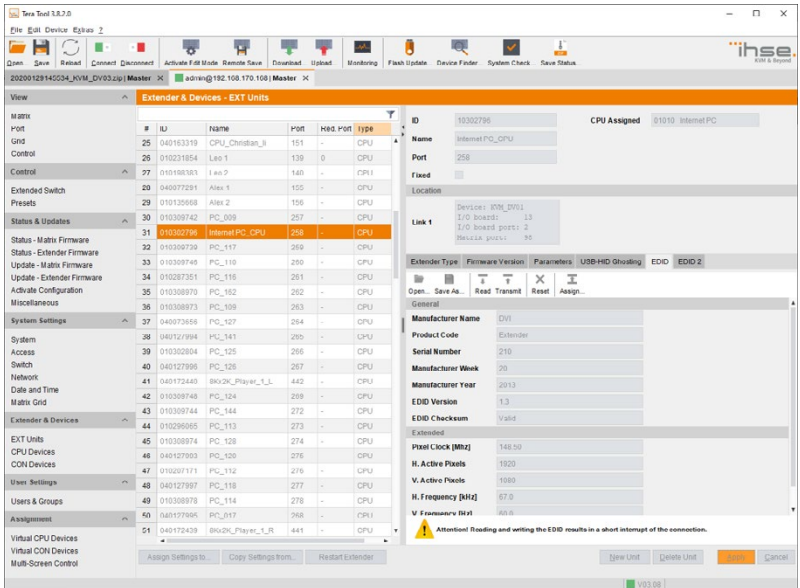 Tera Tool 3.8.2.0
File Edit Device Extras ?
Open... Save Reload Connect Disconnect Activate Edit Mode Remote Save Download... Upload... Monitoring Flash Update... Device Finder... System Check... Save Status...
ihse.
KVM & Beyond
20200129145534_KVM_DV03.zip | Master
admin@192.168.170.108 | Master
View
Matrix
Port
Grid
Control
Control
Extended Switch
Presets
Status & Updates
Status - Matrix Firmware
Status - Extender Firmware
Update - Matrix Firmware
Update - Extender Firmware
Activate Configuration
Miscellaneous
System Settings
System
Access
Switch
Network
Date and Time
Matrix Grid
Extender & Devices
EXT Units
CPU Devices
CON Devices
User Settings
Users & Groups
Assignment
Virtual CPU Devices
Virtual CON Devices
Multi-Screen Control
Extender & Devices - EXT Units
# ID Name Port Red. Port Type
25 040163319 CPU_Christian_II 151 - CPU
26 010231854 Leo 1 139 0 CPU
27 010198383 Leo 2 140 - CPU
28 040077291 Alex 1 155 - CPU
29 010135668 Alex 2 156 - CPU
30 010309742 PC_009 257 - CPU
31 010302796 Internet PC_CPU 258 - CPU
32 010309739 PC_117 259 - CPU
33 010309746 PC_110 260 - CPU
34 010287351 PC_116 261 - CPU
35 010308970 PC_162 262 - CPU
36 010308973 PC_109 263 - CPU
37 040073656 PC_127 264 - CPU
38 040127994 PC_141 265 - CPU
39 010302804 PC_125 266 - CPU
40 040127996 PC_126 267 - CPU
41 040172440 8Kx2K_Player_1_L 442 - CPU
42 010309748 PC_124 269 - CPU
43 010309744 PC_144 272 - CPU
44 010296065 PC_113 273 - CPU
45 010308974 PC_128 274 - CPU
46 040127993 PC_120 275 - CPU
47 010207171 PC_112 276 - CPU
48 040127997 PC_118 277 - CPU
49 010308978 PC_114 278 - CPU
50 040127995 PC_017 268 - CPU
51 040172439 8Kx2K_Player_1_R 441 - CPU
Assign Settings to... Copy Settings from... Restart Extender
ID 10302796 CPU Assigned 01010 Internet PC
Name Internet PC_CPU
Port 258
Fixed
Location
Link 1
Device: KVM_DV01
I/O board: 13
I/O board port: 2
Matrix port: 98
Extender Type Firmware Version Parameters USB-HID Ghosting EDID EDID 2
Open... Save As... Read Transmit Reset Assign...
General
Manufacturer Name DVI
Product Code Extender
Serial Number 210
Manufacturer Week 20
Manufacturer Year 2013
EDID Version 1.3
EDID Checksum Valid
Extended
Pixel Clock [Mhz] 148.50
H. Active Pixels 1920
V. Active Pixels 1080
H. Frequency [kHz] 67.0
V. Frequency [Hz] 60.0
Attention! Reading and writing the EDID results in a short interrupt of the connection.
New Unit Delete Unit Apply Cancel
V03.08